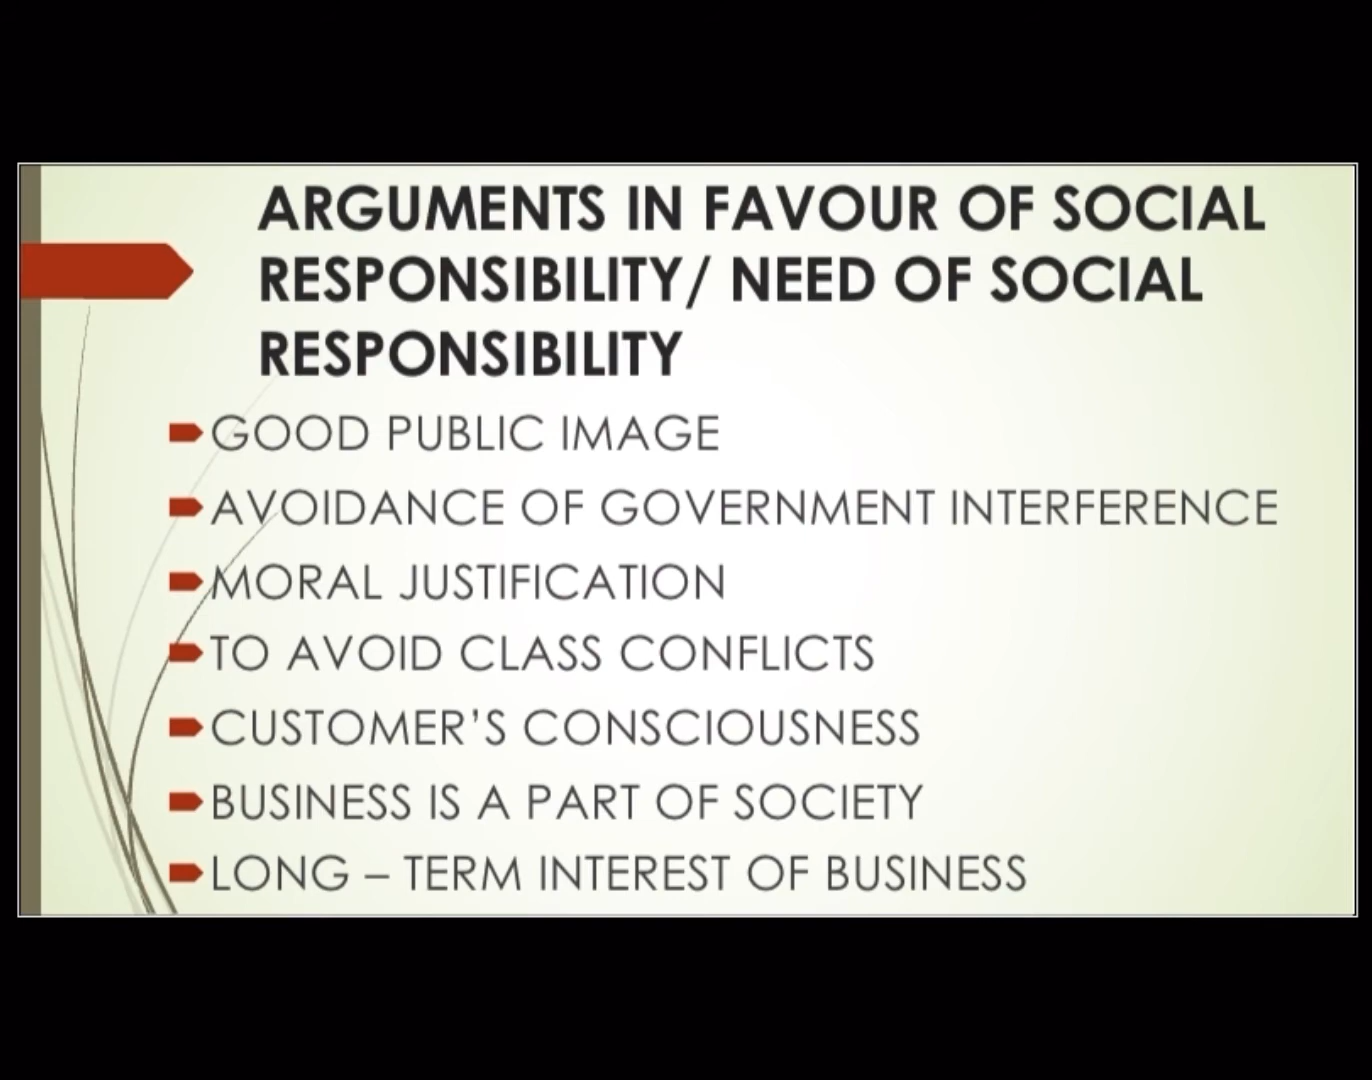 ARGUMENTS IN FAVOUR OF SOCIAL
RESPONSIBILITY/ NEED OF SOCIAL
RESPONSIBILITY
GOOD PUBLIC IMAGE
AVOIDANCE OF GOVERNMENT INTERFERENCE
MORAL JUSTIFICATION
TO AVOID CLASS CONFLICTS
CUSTOMER'S CONSCIOUSNESS
BUSINESS IS A PART OF SOCIETY
LONG – TERM INTEREST OF BUSINESS